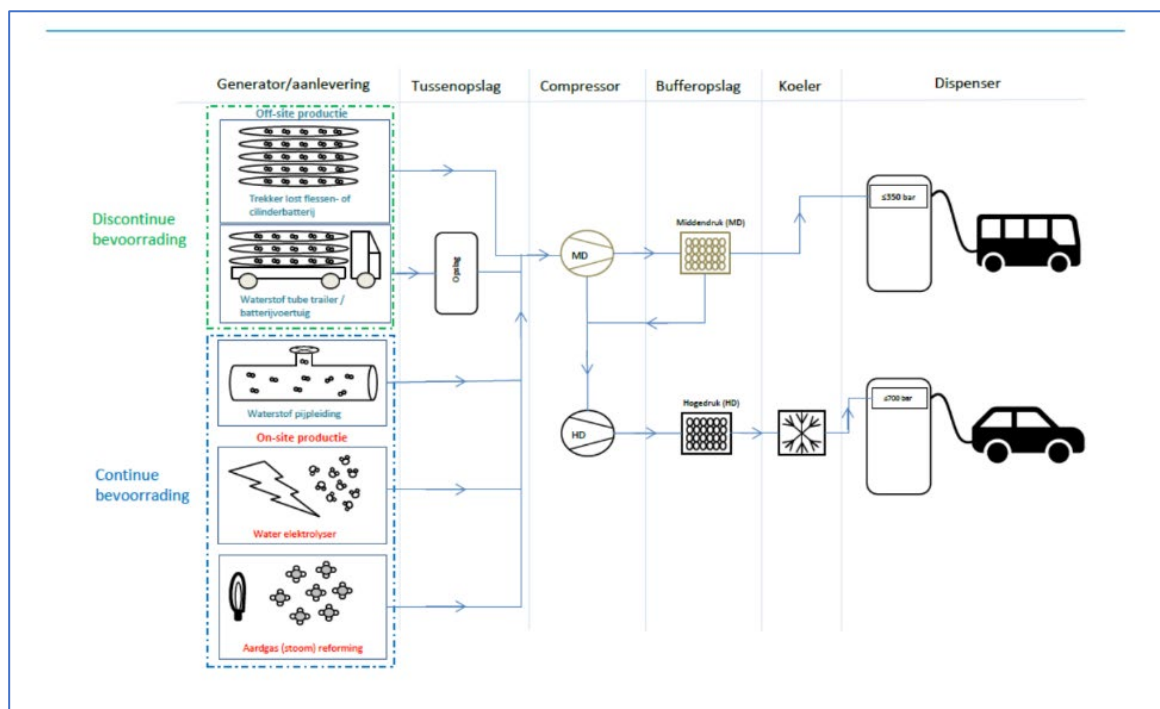 Generator/aanlevering
Tussenopslag
Compressor
Bufferopslag
Koeler
Dispenser
Off-site productie
Trekker lost flessen- of
cilinderbatterij
Discontinue
bevoorrading
Waterstof tube trailer /
batterijvoertuig
Opslag
MD
Middendruk (MD)
≤350 bar
Waterstof pijpleiding
On-site productie
HD
Hogedruk (HD)
≤700 bar
Continue
bevoorrading
Water elektrolyser
Aardgas (stoom) reforming